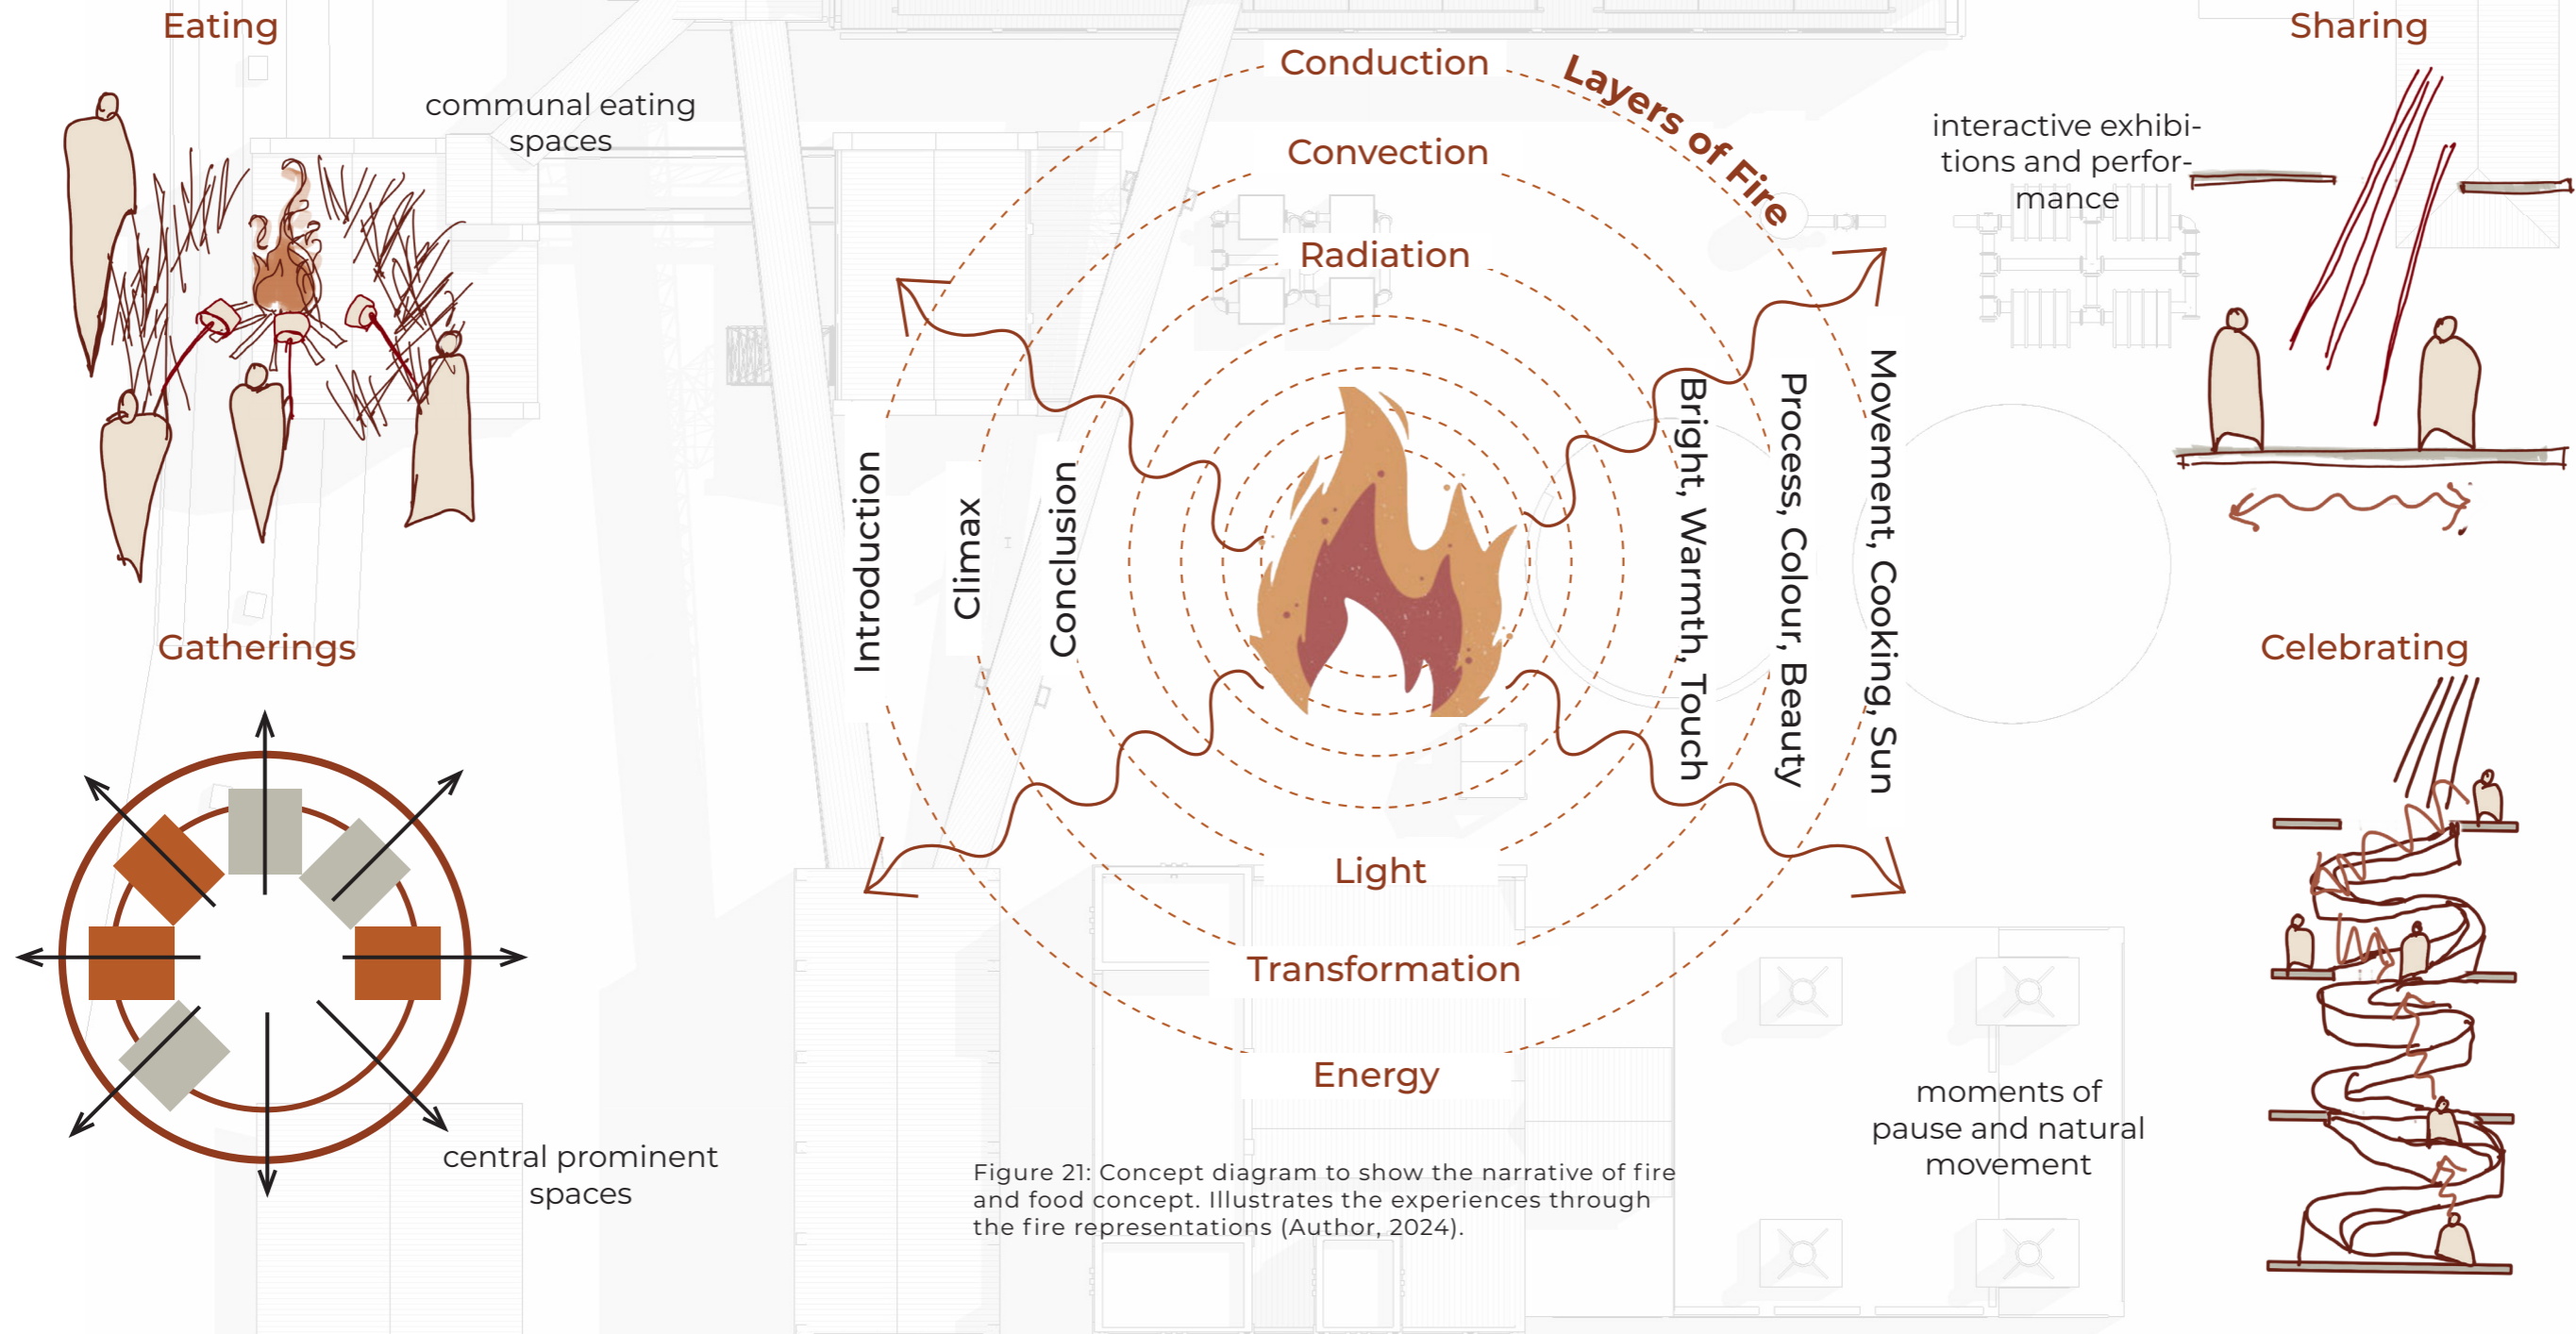 Eating
communal eating
spaces
Gatherings
central prominent
spaces
Conduction
Convection
Radiation
Layers of Fire
Introduction
Climax
Conclusion
Bright, Warmth, Touch
Process, Colour, Beauty
Movement, Cooking, Sun
Light
Transformation
Energy
Figure 21: Concept diagram to show the narrative of fire
and food concept. Illustrates the experiences through
the fire representations (Author, 2024).
Sharing
interactive exhibi-
tions and perfor-
mance
Celebrating
moments of
pause and natural
movement